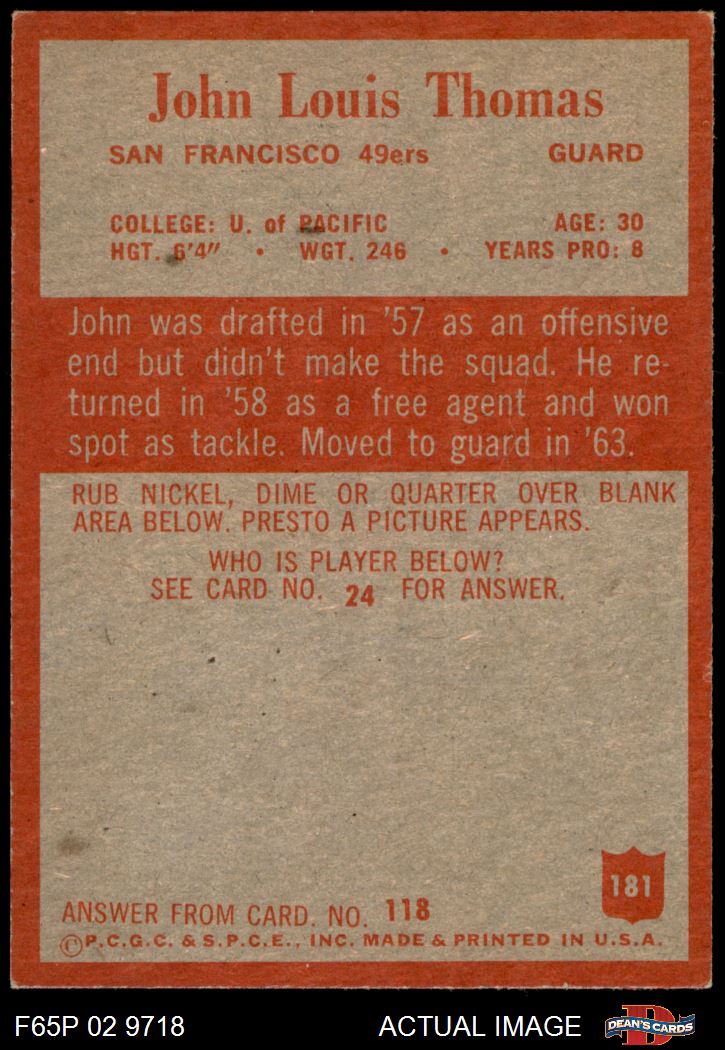 John Louis Thomas
SAN FRANCISCO 49ers GUARD
COLLEGE: U. of PACIFIC AGE: 30
HGT. 6'4" • WGT. 246 • YEARS PRO: 8
John was drafted in '57 as an offensive
end but didn't make the squad. He re-
turned in '58 as a free agent and won
spot as tackle. Moved to guard in '63.
RUB NICKEL, DIME OR QUARTER OVER BLANK
AREA BELOW. PRESTO A PICTURE APPEARS.
WHO IS PLAYER BELOW?
SEE CARD NO. 24 FOR ANSWER.
181
ANSWER FROM CARD. NO. 118
©P.C.G.C. & S.P.C.E., INC. MADE & PRINTED IN U.S.A.
F65P 02 9718 ACTUAL IMAGE
D
DEAN'S CARDS